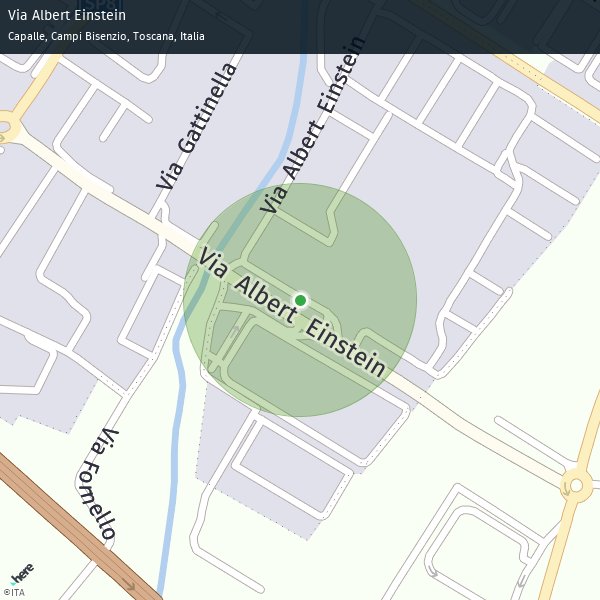 Via Albert Einstein
Capalle, Campi Bisenzio, Toscana, Italia
Via Gattinella
Via Albert Einstein
Via Albert Einstein
Via Fornello
here
©ITA